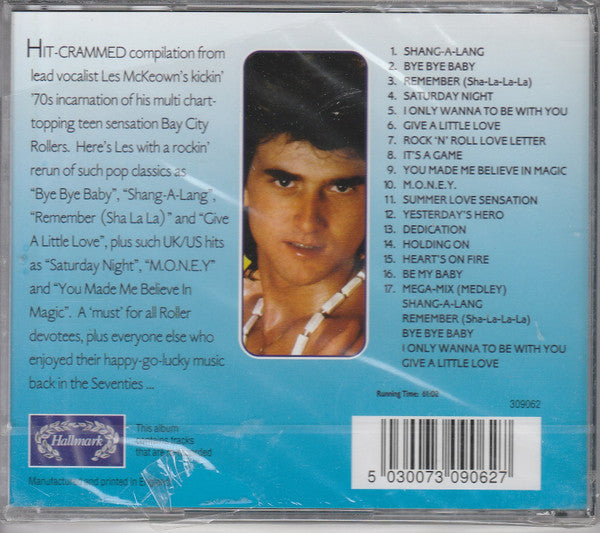 HIT-CRAMMED compilation from
lead vocalist Les McKeown's kickin'
'70s incarnation of his multi chart-
topping teen sensation Bay City
Rollers. Here's Les with a rockin'
rerun of such pop classics as
"Bye Bye Baby", "Shang-A-Lang",
"Remember (Sha La La)" and "Give
A Little Love", plus such UK/US hits
as "Saturday Night", "M.O.N.E.Y"
and "You Made Me Believe In
Magic". A 'must' for all Roller
devotees, plus everyone else who
enjoyed their happy-go-lucky music
back in the Seventies ...
1. SHANG-A-LANG
2. BYE BYE BABY
3. REMEMBER (Sha-La-La-La)
4. SATURDAY NIGHT
5. I ONLY WANNA TO BE WITH YOU
6. GIVE A LITTLE LOVE
7. ROCK 'N' ROLL LOVE LETTER
8. IT'S A GAME
9. YOU MADE ME BELIEVE IN MAGIC
10. M.O.N.E.Y.
11. SUMMER LOVE SENSATION
12. YESTERDAY'S HERO
13. DEDICATION
14. HOLDING ON
15. HEART'S ON FIRE
16. BE MY BABY
17. MEGA-MIX (MEDLEY)
SHANG-A-LANG
REMEMBER (Sha-La-La-La)
BYE BYE BABY
I ONLY WANNA TO BE WITH YOU
GIVE A LITTLE LOVE
Running Time: 61:02
309062
Hallmark
This album
contains tracks
that are
Manufactured and printed in England
5 030073 090627